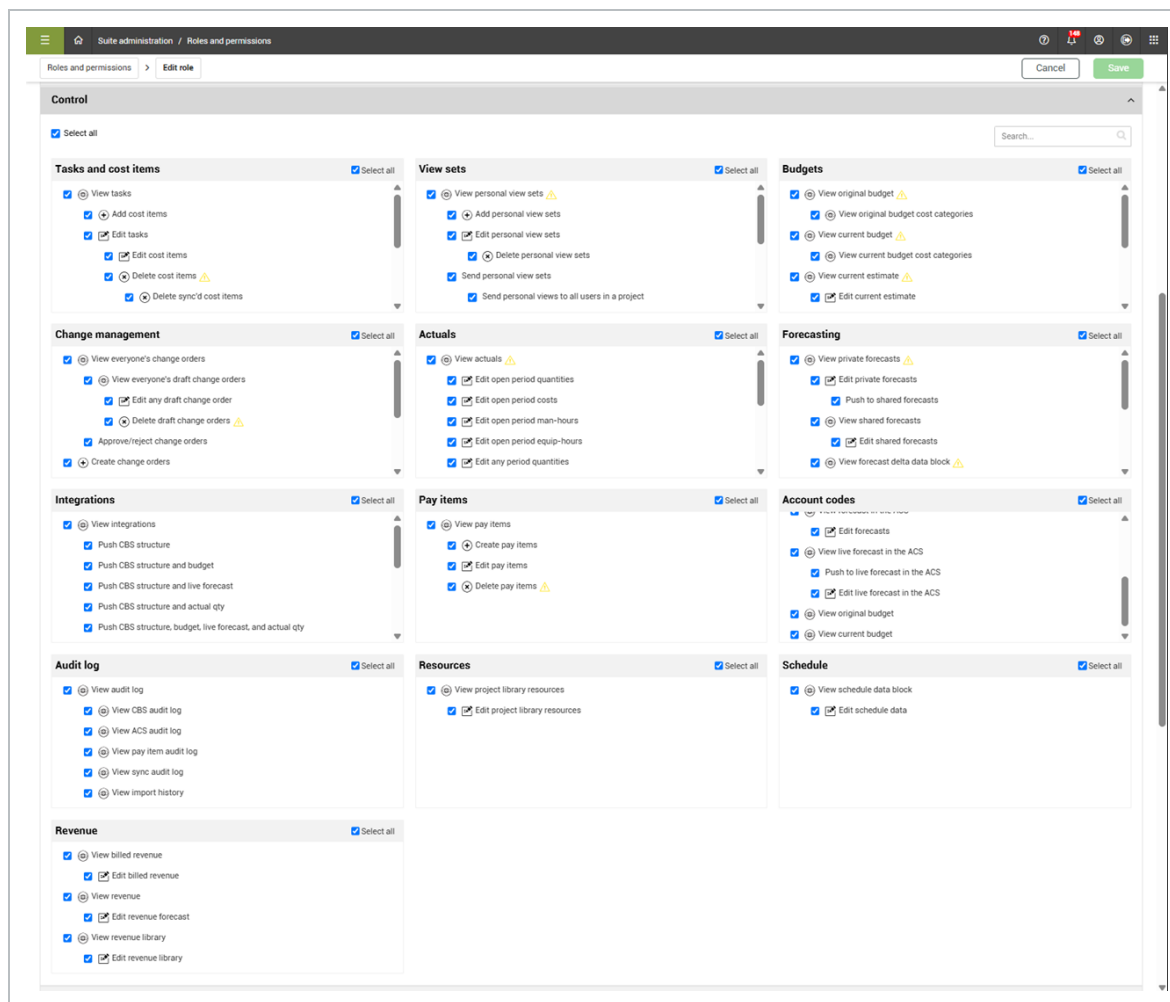 Suite administration / Roles and permissions
148
Roles and permissions > Edit role
Cancel
Save
Control
Select all
Search...
Tasks and cost items
Select all
View tasks
Add cost items
Edit tasks
Edit cost items
Delete cost items
Delete sync'd cost items
View sets
Select all
View personal view sets
Add personal view sets
Edit personal view sets
Delete personal view sets
Send personal view sets
Send personal views to all users in a project
Budgets
Select all
View original budget
View original budget cost categories
View current budget
View current budget cost categories
View current estimate
Edit current estimate
Change management
Select all
View everyone's change orders
View everyone's draft change orders
Edit any draft change order
Delete draft change orders
Approve/reject change orders
Create change orders
Actuals
Select all
View actuals
Edit open period quantities
Edit open period costs
Edit open period man-hours
Edit open period equip-hours
Edit any period quantities
Forecasting
Select all
View private forecasts
Edit private forecasts
Push to shared forecasts
View shared forecasts
Edit shared forecasts
View forecast delta data block
Integrations
Select all
View integrations
Push CBS structure
Push CBS structure and budget
Push CBS structure and live forecast
Push CBS structure and actual qty
Push CBS structure, budget, live forecast, and actual qty
Pay items
Select all
View pay items
Create pay items
Edit pay items
Delete pay items
Account codes
Select all
View forecast in the ACS
Edit forecasts
View live forecast in the ACS
Push to live forecast in the ACS
Edit live forecast in the ACS
View original budget
View current budget
Audit log
Select all
View audit log
View CBS audit log
View ACS audit log
View pay item audit log
View sync audit log
View import history
Resources
Select all
View project library resources
Edit project library resources
Schedule
Select all
View schedule data block
Edit schedule data
Revenue
Select all
View billed revenue
Edit billed revenue
View revenue
Edit revenue forecast
View revenue library
Edit revenue library